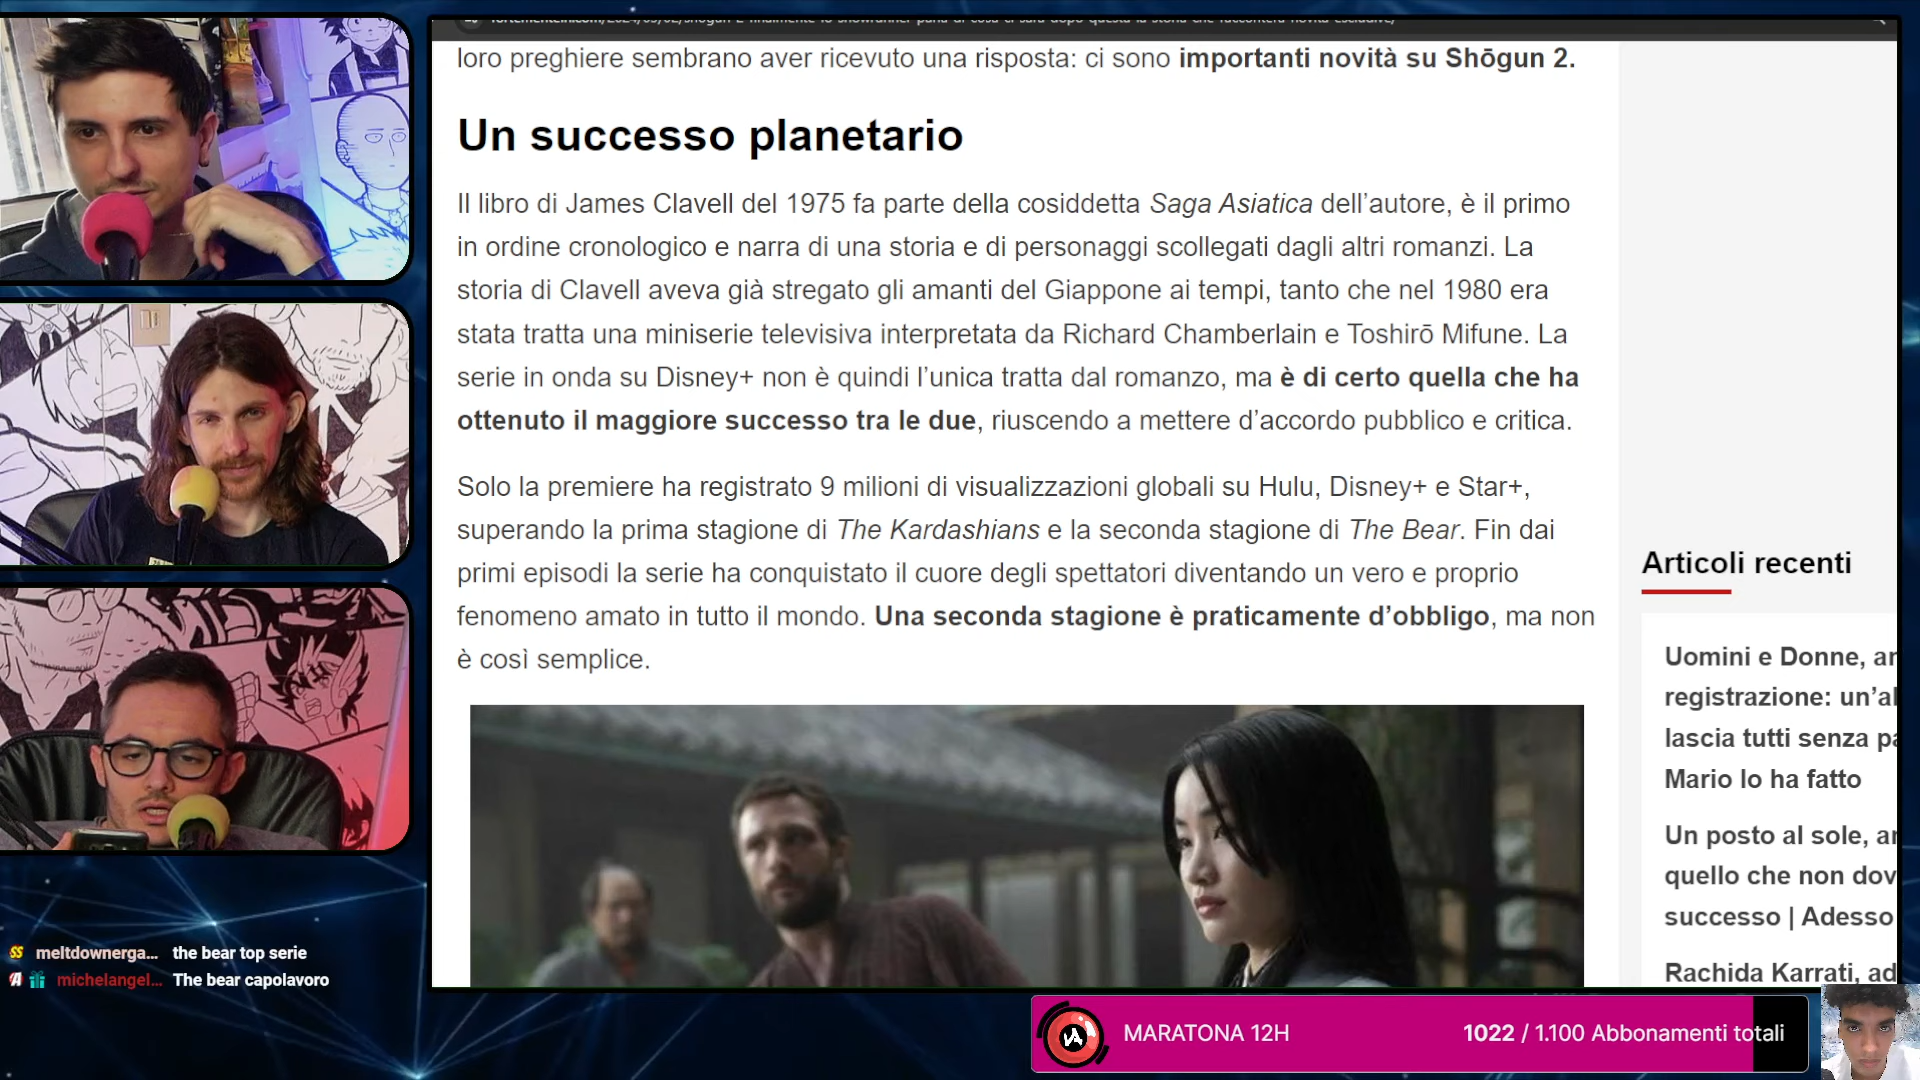 loro preghiere sembrano aver ricevuto una risposta: ci sono importanti novità su Shōgun 2.
Un successo planetario
Il libro di James Clavell del 1975 fa parte della cosiddetta Saga Asiatica dell’autore, è il primo
in ordine cronologico e narra di una storia e di personaggi scollegati dagli altri romanzi. La
storia di Clavell aveva già stregato gli amanti del Giappone ai tempi, tanto che nel 1980 era
stata tratta una miniserie televisiva interpretata da Richard Chamberlain e Toshirō Mifune. La
serie in onda su Disney+ non è quindi l’unica tratta dal romanzo, ma è di certo quella che ha
ottenuto il maggiore successo tra le due, riuscendo a mettere d’accordo pubblico e critica.
Solo la premiere ha registrato 9 milioni di visualizzazioni globali su Hulu, Disney+ e Star+,
superando la prima stagione di The Kardashians e la seconda stagione di The Bear. Fin dai
primi episodi la serie ha conquistato il cuore degli spettatori diventando un vero e proprio
fenomeno amato in tutto il mondo. Una seconda stagione è praticamente d’obbligo, ma non
è così semplice.
Articoli recenti
Uomini e Donne, an
registrazione: un’al
lascia tutti senza pa
Mario lo ha fatto
Un posto al sole, an
quello che non dov
successo | Adesso
Rachida Karrati, ad
meltdownerga... the bear top serie
michelangel... The bear capolavoro
MARATONA 12H 1022 / 1.100 Abbonamenti totali